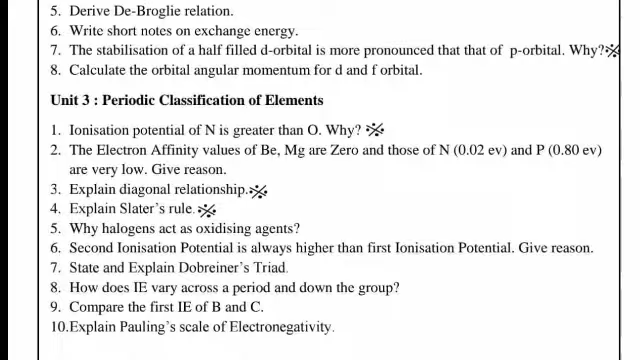 5. Derive De-Broglie relation.
6. Write short notes on exchange energy.
7. The stabilisation of a half filled d-orbital is more pronounced that that of p-orbital. Why?
8. Calculate the orbital angular momentum for d and f orbital.
Unit 3 : Periodic Classification of Elements
1. Ionisation potential of N is greater than O. Why?
2. The Electron Affinity values of Be, Mg are Zero and those of N (0.02 ev) and P (0.80 ev)
are very low. Give reason.
3. Explain diagonal relationship.
4. Explain Slater's rule.
5. Why halogens act as oxidising agents?
6. Second Ionisation Potential is always higher than first Ionisation Potential. Give reason.
7. State and Explain Dobreiner's Triad.
8. How does IE vary across a period and down the group?
9. Compare the first IE of B and C.
10.Explain Pauling's scale of Electronegativity.